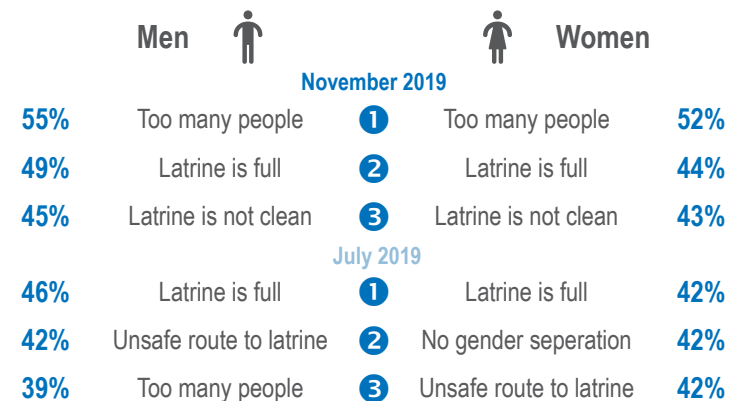 Men Women
November 2019
55% Too many people 1 Too many people 52%
49% Latrine is full 2 Latrine is full 44%
45% Latrine is not clean 3 Latrine is not clean 43%
July 2019
46% Latrine is full 1 Latrine is full 42%
42% Unsafe route to latrine 2 No gender seperation 42%
39% Too many people 3 Unsafe route to latrine 42%